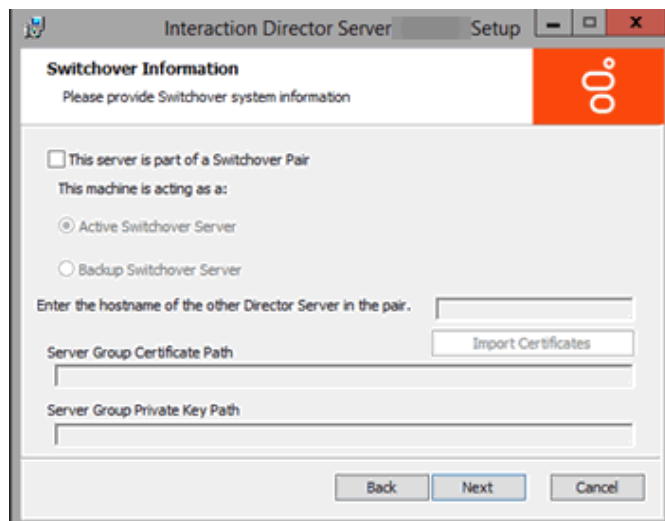 Interaction Director Server Setup
Switchover Information
Please provide Switchover system information
This server is part of a Switchover Pair
This machine is acting as a:
Active Switchover Server
Backup Switchover Server
Enter the hostname of the other Director Server in the pair.
Import Certificates
Server Group Certificate Path
Server Group Private Key Path
Back Next Cancel